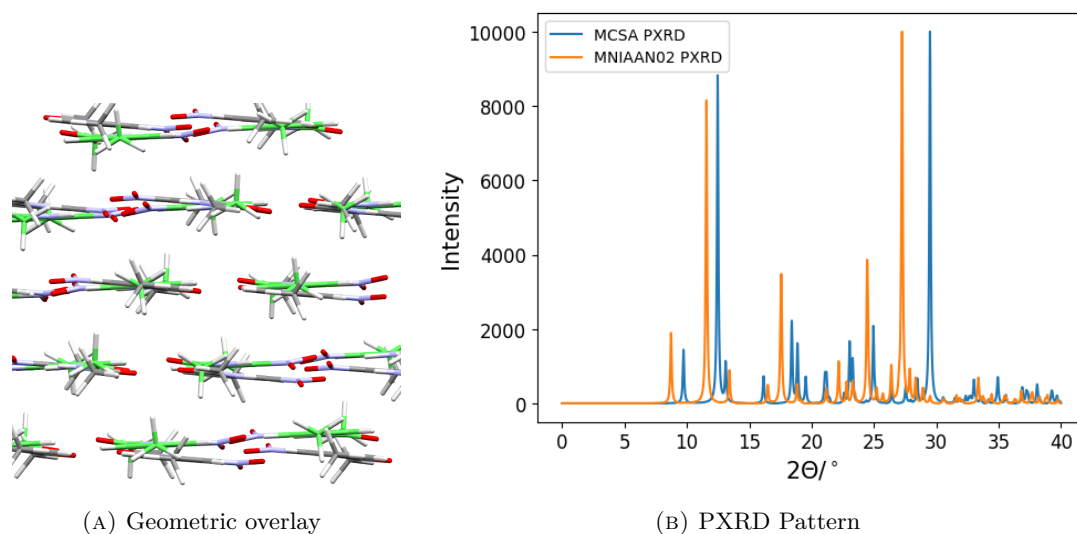 MCSA PXRD
MNIAAN02 PXRD
10000
8000
6000
4000
2000
0
Intensity
0 5 10 15 20 25 30 35 40
2Θ/°
(A) Geometric overlay
(B) PXRD Pattern